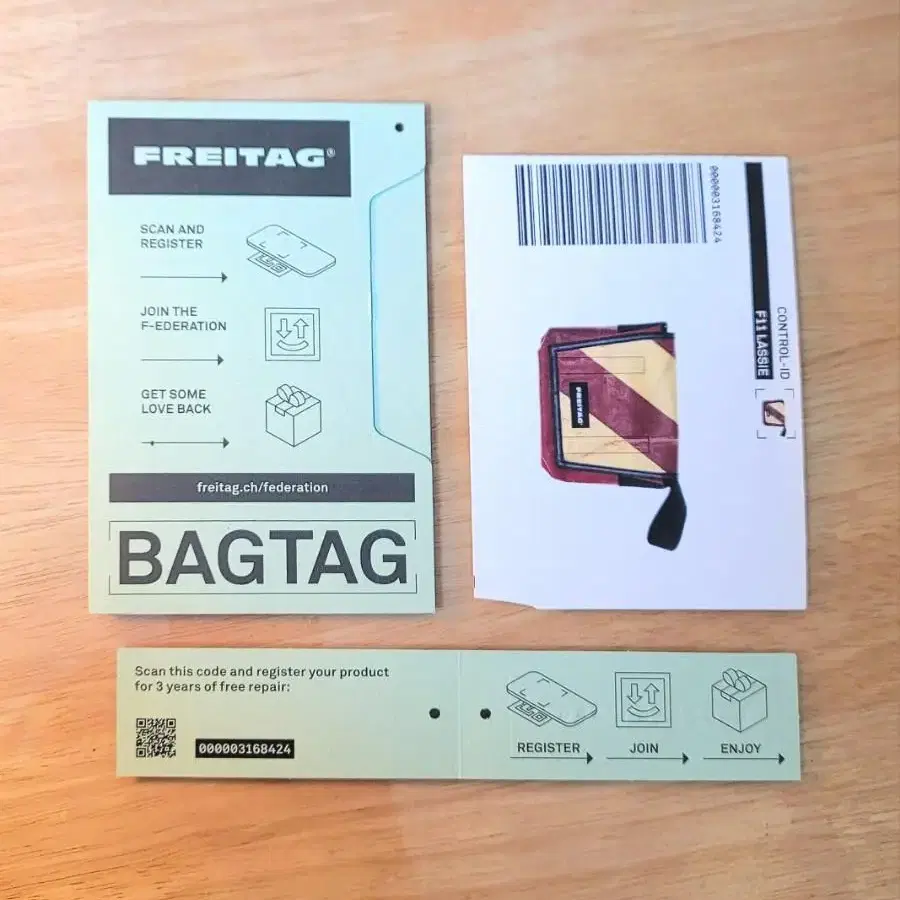 FREITAG®
SCAN AND
REGISTER
JOIN THE
F-EDERATION
GET SOME
LOVE BACK
freitag.ch/federation
BAGTAG
000003168424
CONTROL-ID
F11 LASSIE
FREITAG
Scan this code and register your product
for 3 years of free repair:
000003168424
REGISTER
JOIN
ENJOY